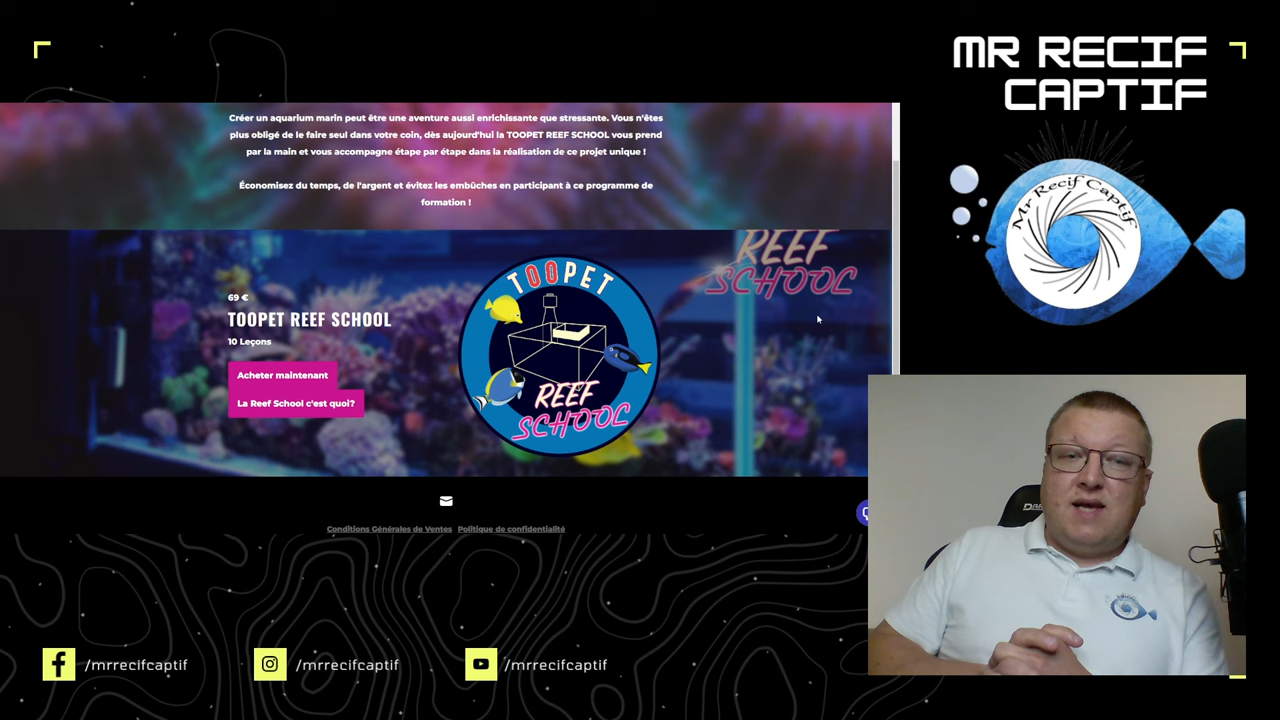 MR RECIF
CAPTIF
Mr Recif Captif
Créer un aquarium marin peut être une aventure aussi enrichissante que stressante. Vous n'êtes
plus obligé de le faire seul dans votre coin, dès aujourd'hui la TOOPET REEF SCHOOL vous prend
par la main et vous accompagne étape par étape dans la réalisation de ce projet unique !
Économisez du temps, de l'argent et évitez les embûches en participant à ce programme de
formation !
REEF
SCHOOL
69 €
TOOPET REEF SCHOOL
10 Leçons
Acheter maintenant
La Reef School c'est quoi?
TOOPET
REEF
SCHOOL
Conditions Générales de Ventes Politique de confidentialité
/mrrecifcaptif
/mrrecifcaptif
/mrrecifcaptif